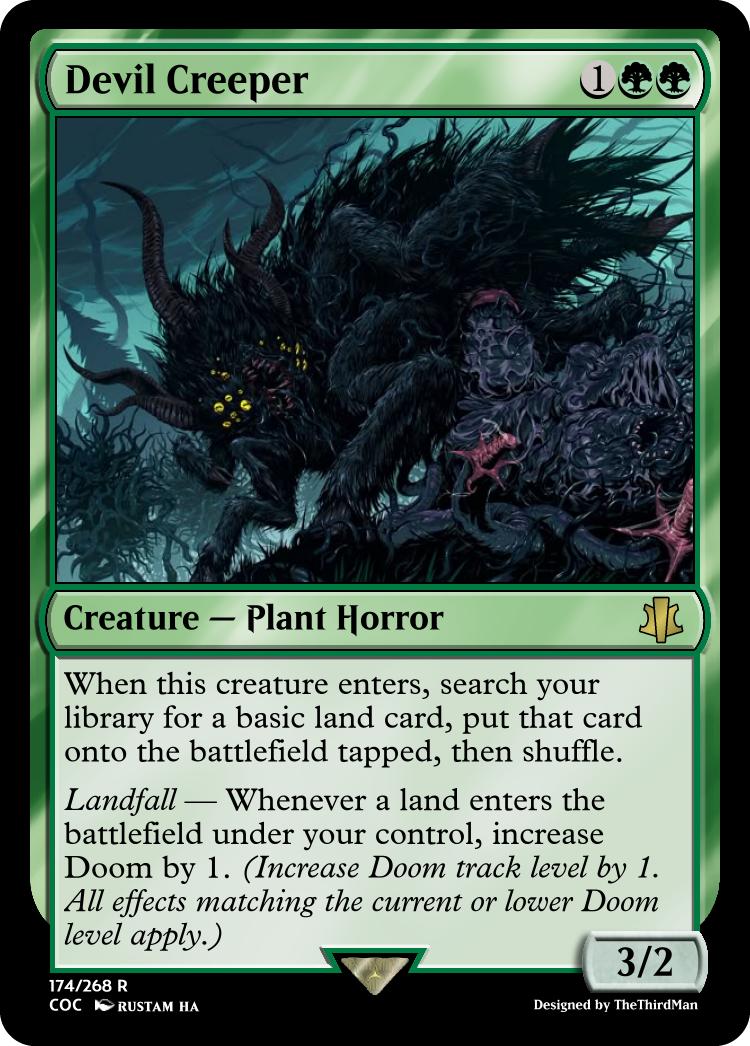 Devil Creeper 1
Creature — Plant Horror
When this creature enters, search your
library for a basic land card, put that card
onto the battlefield tapped, then shuffle.
Landfall — Whenever a land enters the
battlefield under your control, increase
Doom by 1. (Increase Doom track level by 1.
All effects matching the current or lower Doom
level apply.)
3/2
174/268 R
COC RUSTAM HA
Designed by TheThirdMan